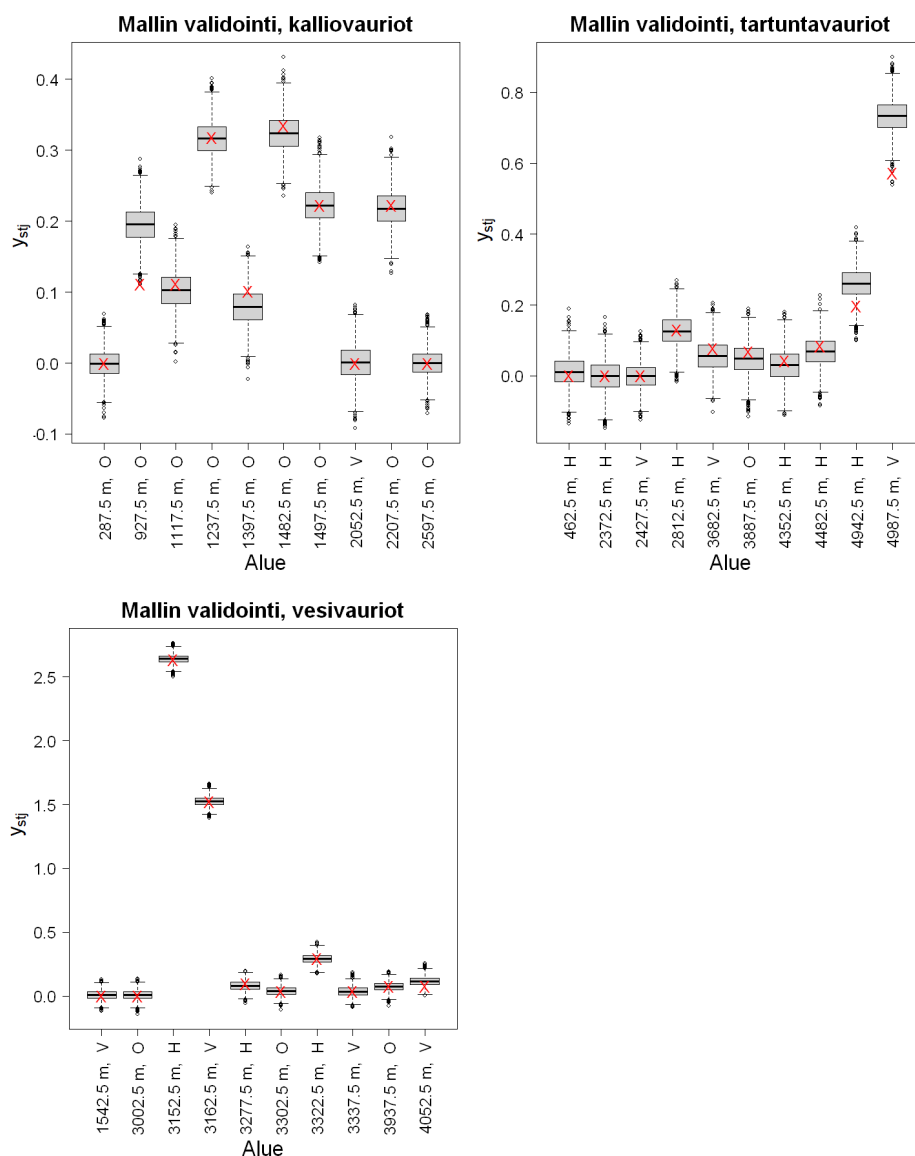 Mallin validointi, kalliovauriot
0.4
0.3
0.2
0.1
0.0
-0.1
ystj
287.5 m, O
927.5 m, O
1117.5 m, O
1237.5 m, O
1397.5 m, O
1482.5 m, O
1497.5 m, O
2052.5 m, V
2207.5 m, O
2597.5 m, O
Alue
Mallin validointi, tartuntavauriot
0.8
0.6
0.4
0.2
0.0
ystj
462.5 m, H
2372.5 m, H
2427.5 m, V
2812.5 m, H
3682.5 m, V
3887.5 m, O
4352.5 m, H
4482.5 m, H
4942.5 m, H
4987.5 m, V
Alue
Mallin validointi, vesivauriot
2.5
2.0
1.5
1.0
0.5
0.0
ystj
1542.5 m, V
3002.5 m, O
3152.5 m, H
3162.5 m, V
3277.5 m, H
3302.5 m, O
3322.5 m, H
3337.5 m, V
3937.5 m, O
4052.5 m, V
Alue